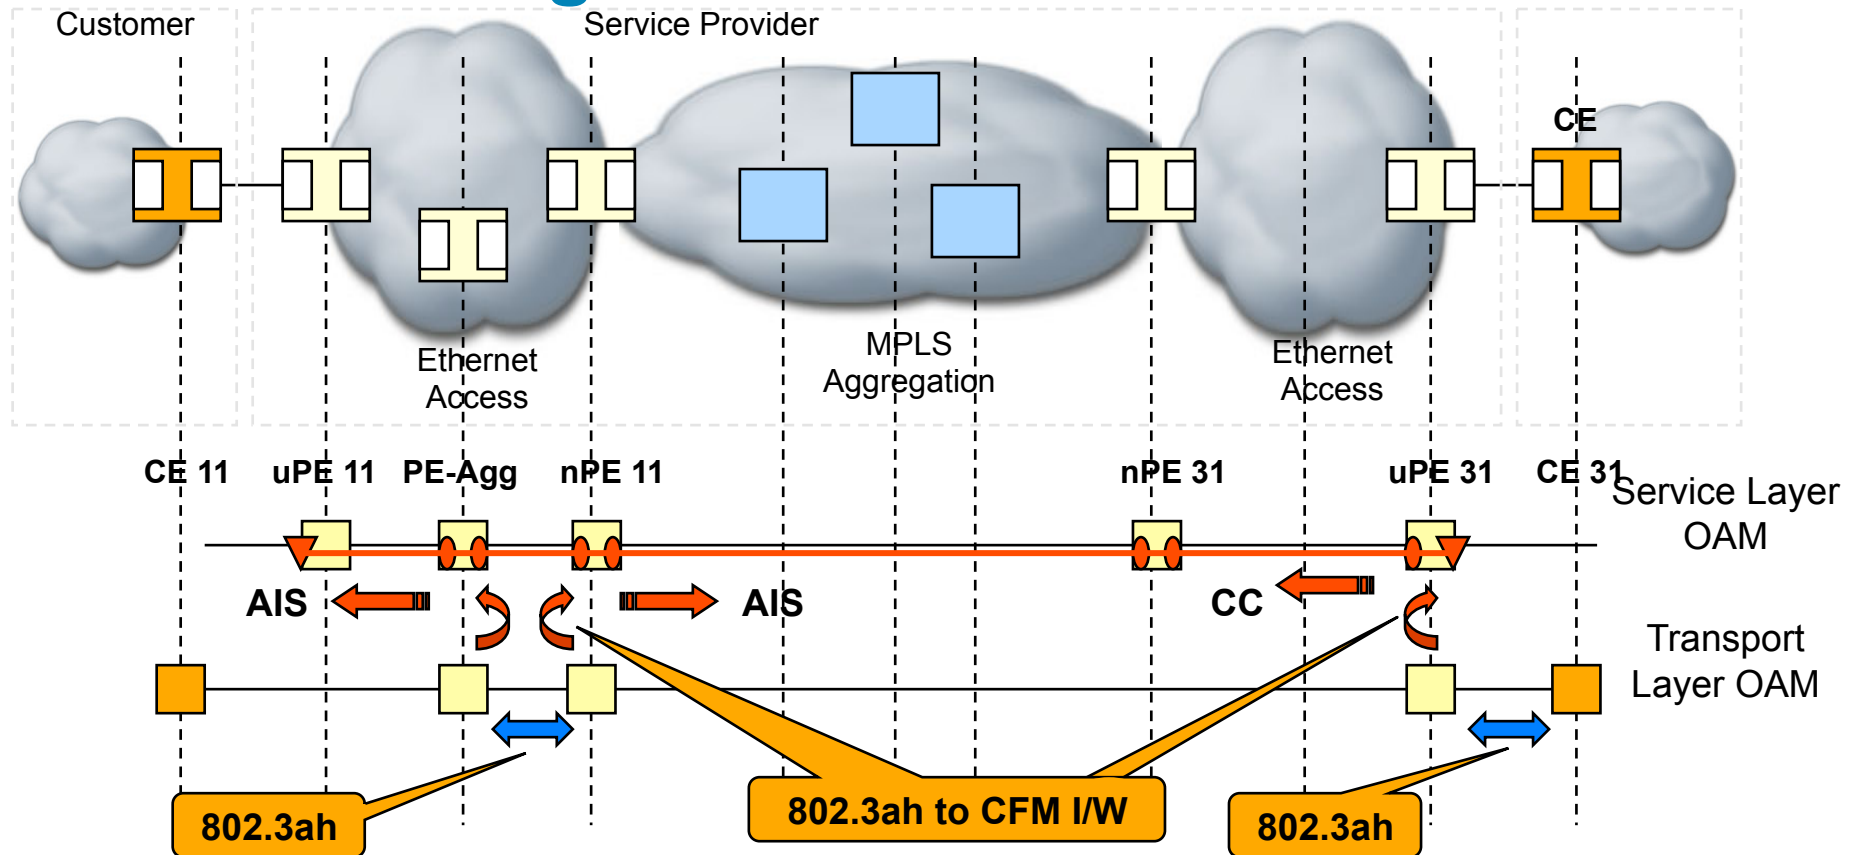 Customer
Service Provider
CE
Ethernet
Access
MPLS
Aggregation
Ethernet
Access
CE 11
uPE 11
PE-Agg
nPE 11
nPE 31
uPE 31
CE 31
Service Layer
OAM
AIS
AIS
CC
Transport
Layer OAM
802.3ah
802.3ah to CFM I/W
802.3ah